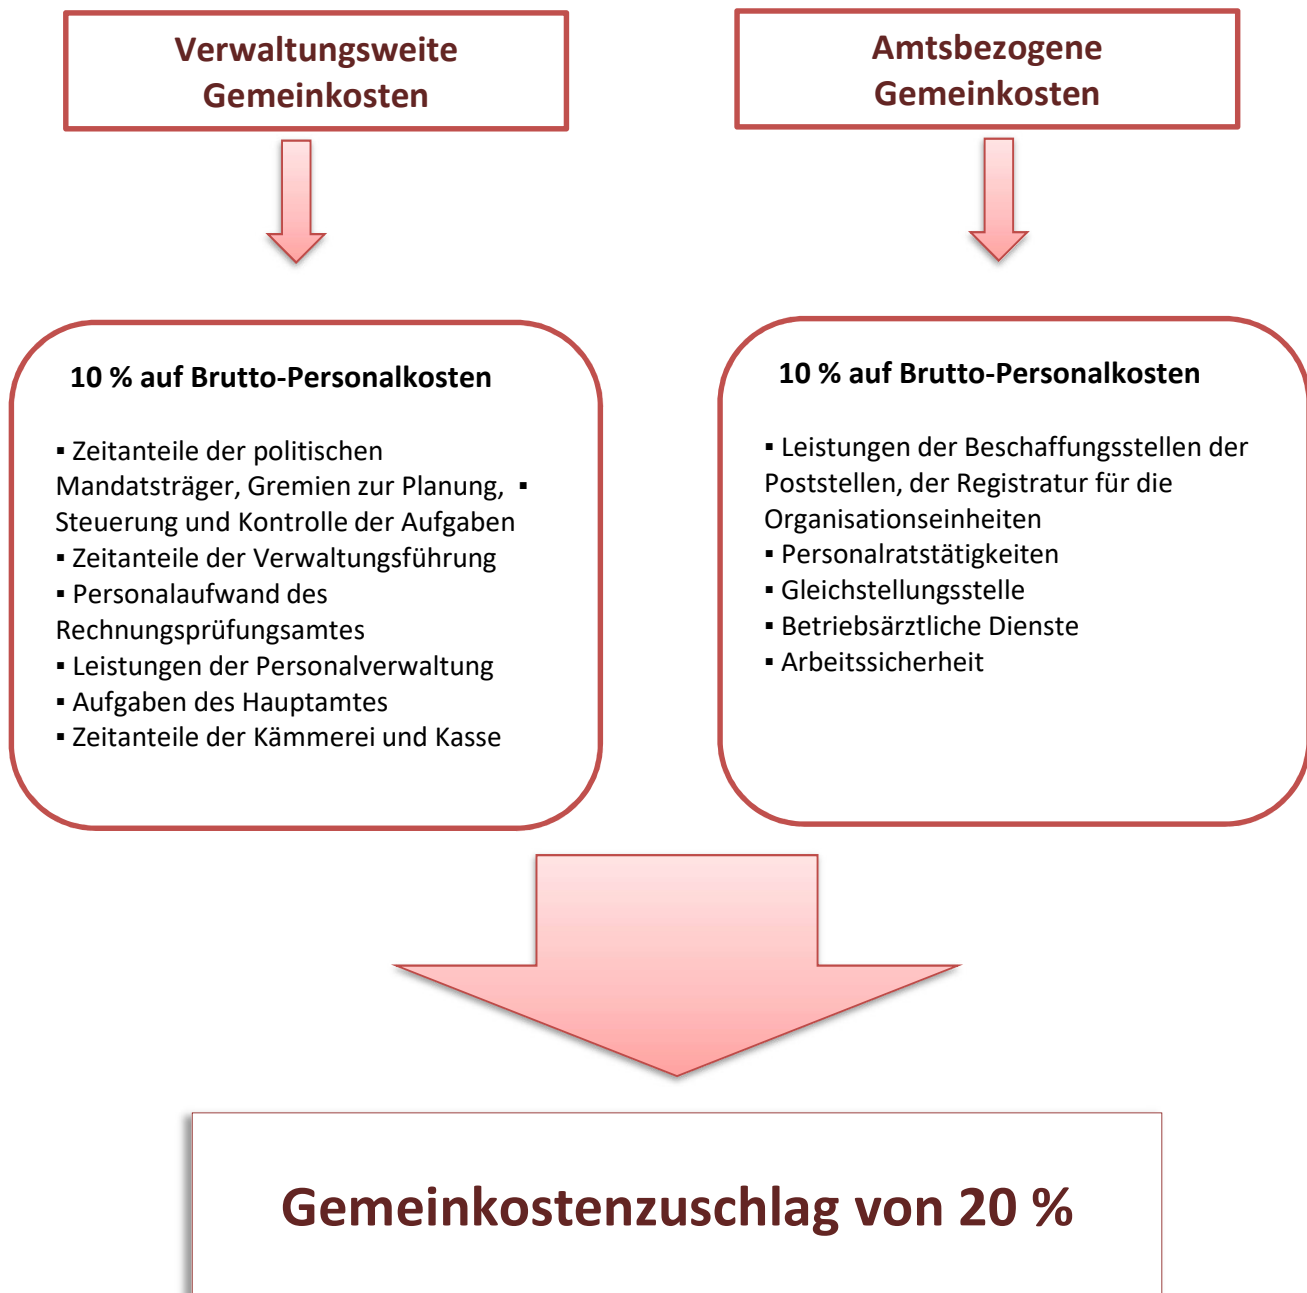 Verwaltungsweite
Gemeinkosten
Amtsbezogene
Gemeinkosten
10 % auf Brutto-Personalkosten
▪ Zeitanteile der politischen
Mandatsträger, Gremien zur Planung, ▪
Steuerung und Kontrolle der Aufgaben
▪ Zeitanteile der Verwaltungsführung
▪ Personalaufwand des
Rechnungsprüfungsamtes
▪ Leistungen der Personalverwaltung
▪ Aufgaben des Hauptamtes
▪ Zeitanteile der Kämmerei und Kasse
10 % auf Brutto-Personalkosten
▪ Leistungen der Beschaffungsstellen der
Poststellen, der Registratur für die
Organisationseinheiten
▪ Personalratstätigkeiten
▪ Gleichstellungsstelle
▪ Betriebsärztliche Dienste
▪ Arbeitssicherheit
Gemeinkostenzuschlag von 20 %